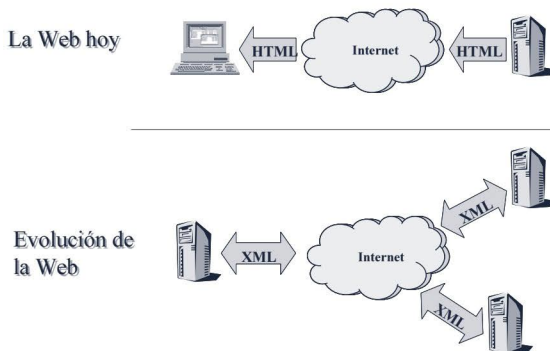 La Web hoy
HTML
Internet
HTML
Evolución de
la Web
XML
Internet
XML
XML